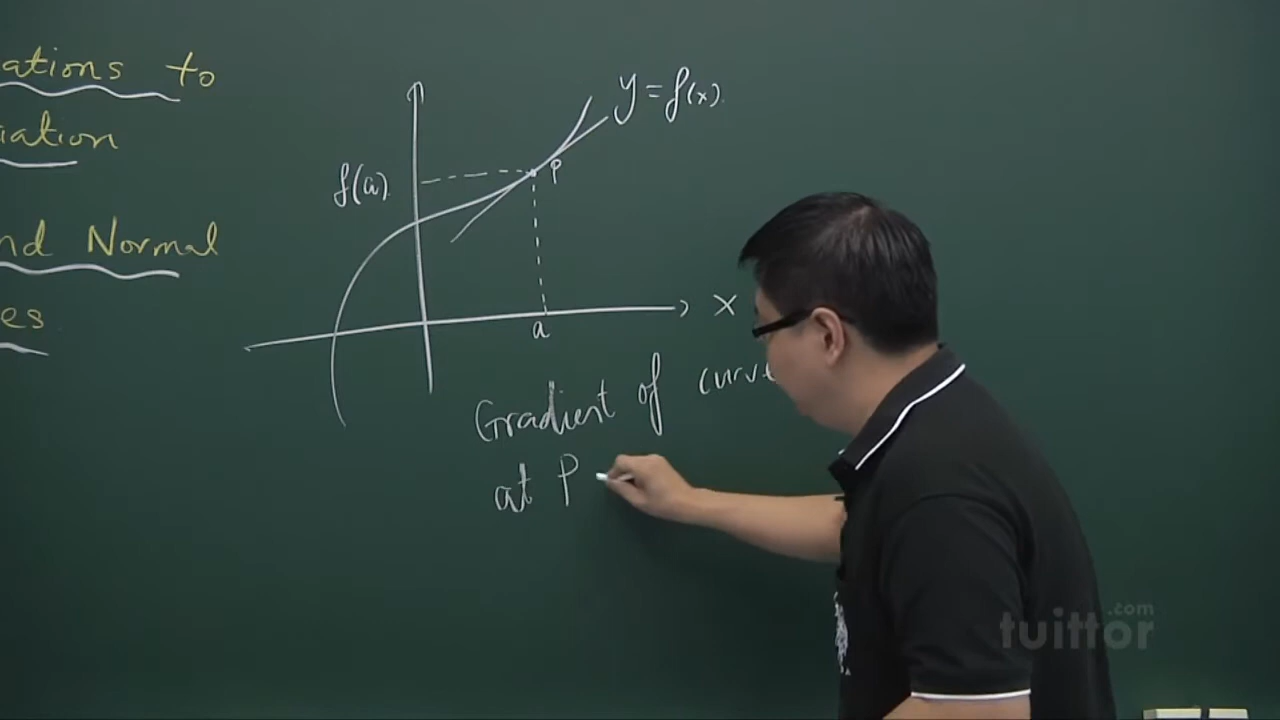 ations to
iation
nd Normal
es
y = f(x).
f(a).
P
x
a
Gradient of curve
at P
tuittor.com